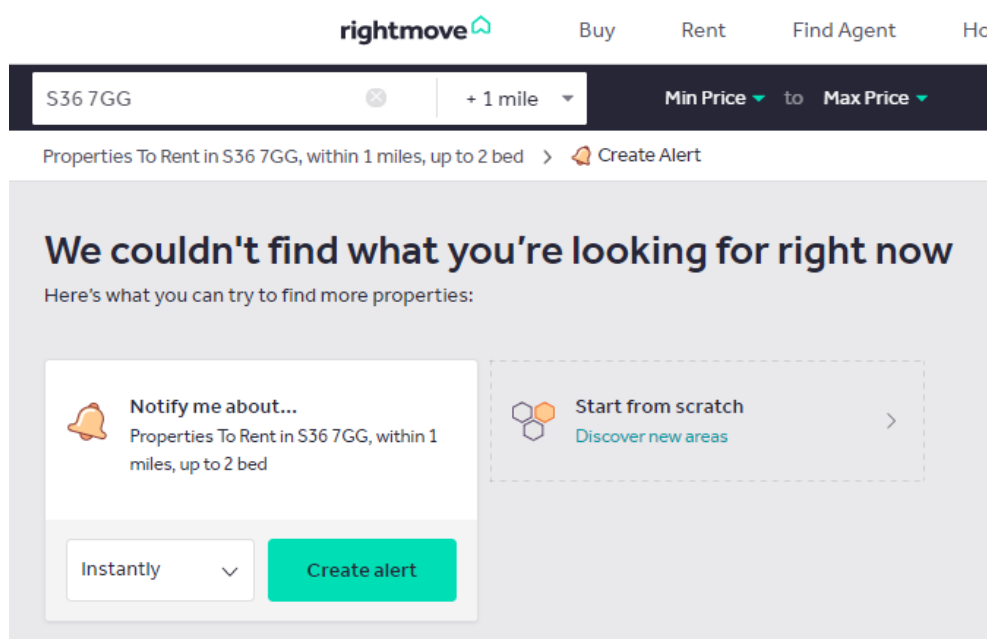 rightmove
Buy Rent Find Agent Ho
S36 7GG + 1 mile Min Price to Max Price
Properties To Rent in S36 7GG, within 1 miles, up to 2 bed > Create Alert
We couldn't find what you’re looking for right now
Here’s what you can try to find more properties:
Notify me about...
Properties To Rent in S36 7GG, within 1
miles, up to 2 bed
Instantly
Create alert
Start from scratch
Discover new areas